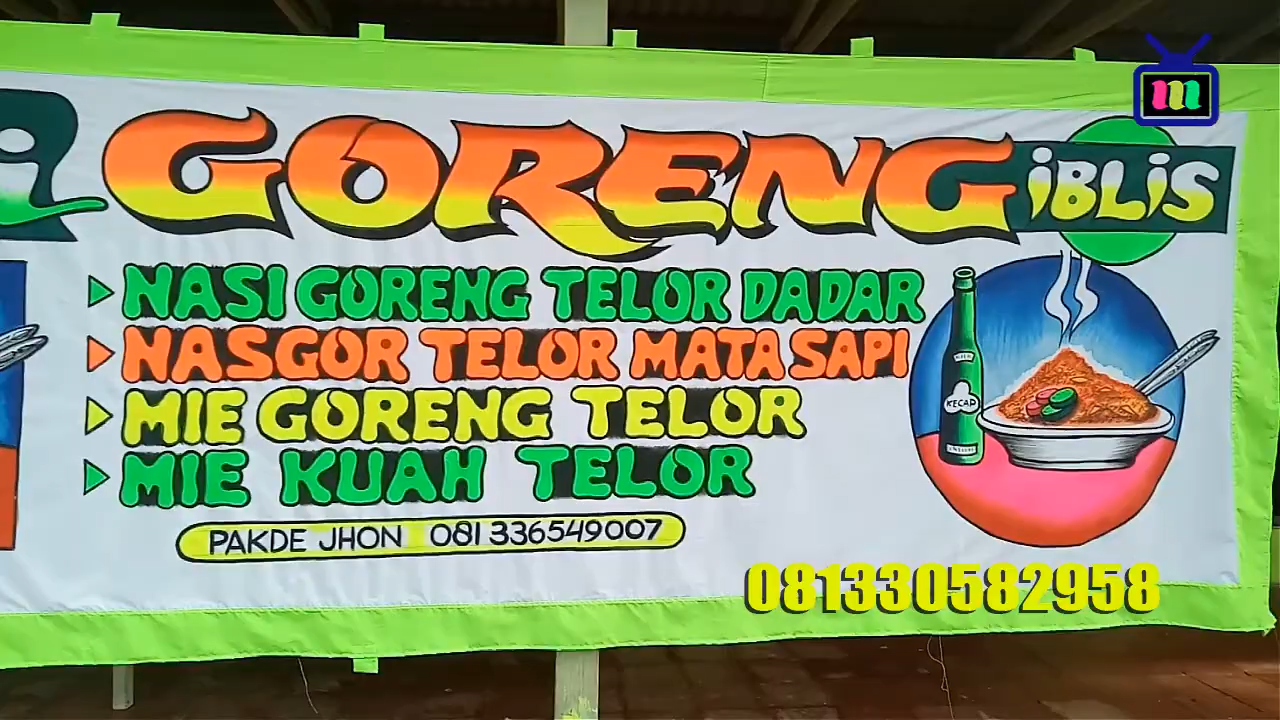 GORENG IBLIS
NASI GORENG TELOR DADAR
NASGOR TELOR MATA SAPI
MIE GORENG TELOR
MIE KUAH TELOR
PAKDE JHON 081 336549007
KECAP
081330582958
m